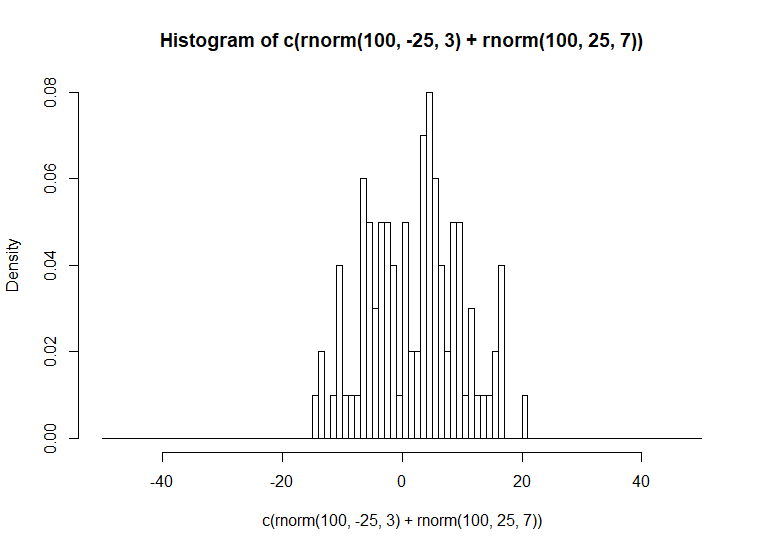 Histogram of c(rnorm(100, -25, 3) + rnorm(100, 25, 7))
Density
0.08
0.06
0.04
0.02
0.00
-40 -20 0 20 40
c(rnorm(100, -25, 3) + rnorm(100, 25, 7))